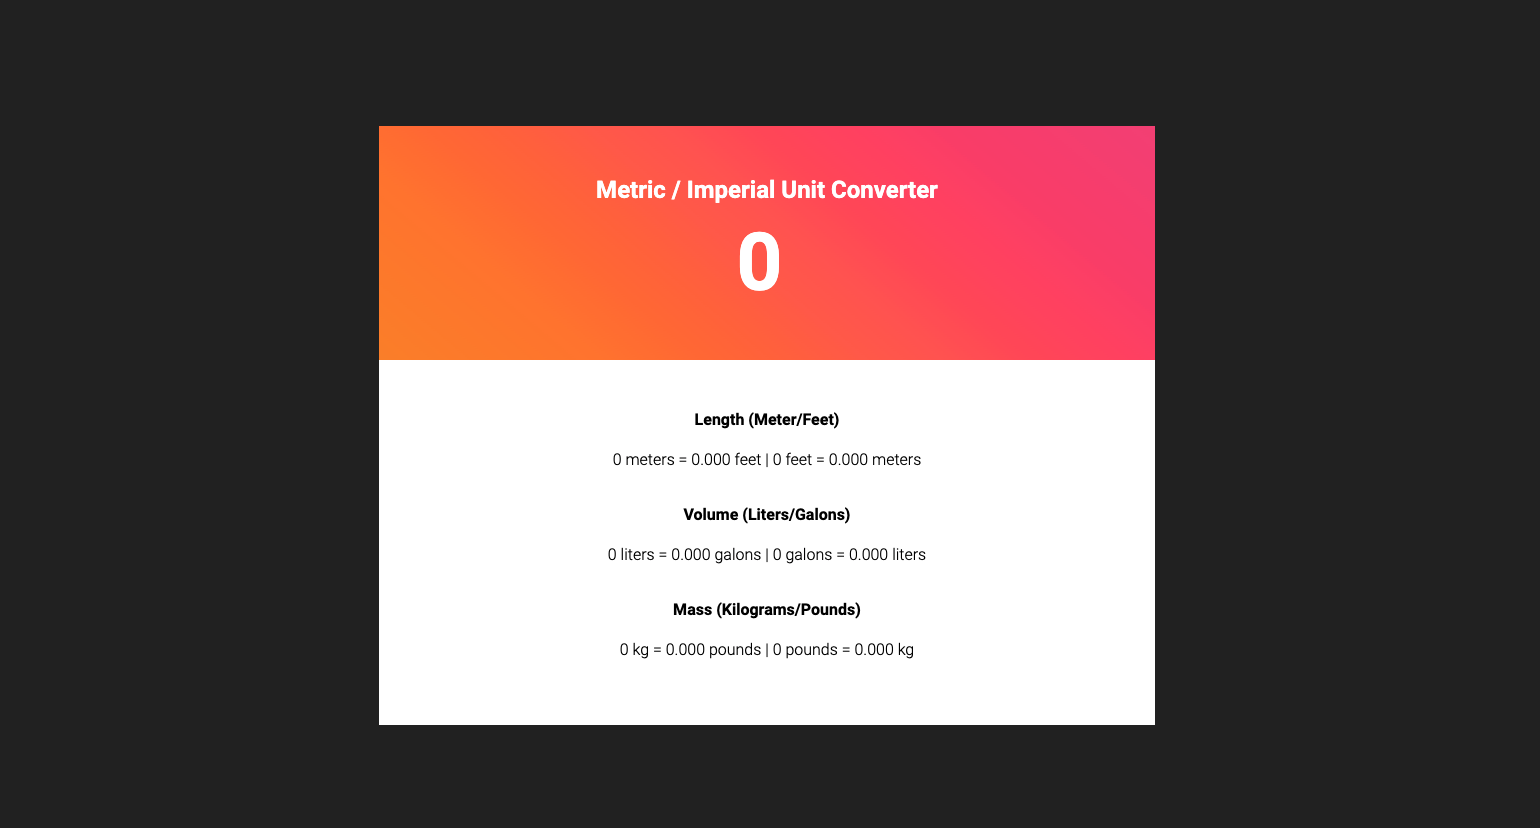 Metric / Imperial Unit Converter
0
Length (Meter/Feet)
0 meters = 0.000 feet | 0 feet = 0.000 meters
Volume (Liters/Galons)
0 liters = 0.000 galons | 0 galons = 0.000 liters
Mass (Kilograms/Pounds)
0 kg = 0.000 pounds | 0 pounds = 0.000 kg